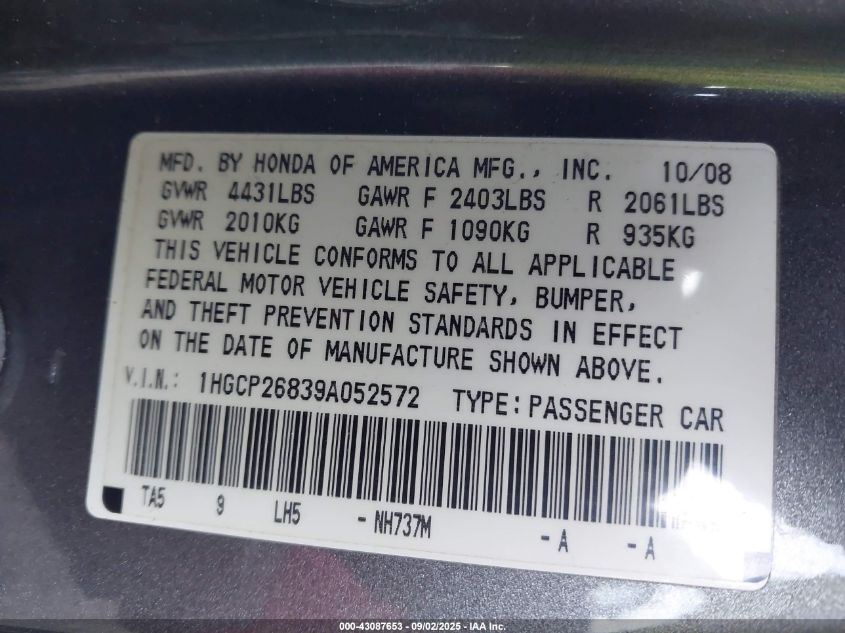 MFD. BY HONDA OF AMERICA MFG., INC. 10/08
GVWR 4431LBS GAWR F 2403LBS R 2061LBS
GVWR 2010KG GAWR F 1090KG R 935KG
THIS VEHICLE CONFORMS TO ALL APPLICABLE
FEDERAL MOTOR VEHICLE SAFETY, BUMPER,
AND THEFT PREVENTION STANDARDS IN EFFECT
ON THE DATE OF MANUFACTURE SHOWN ABOVE.
V.I.N.: 1HGCP26839A052572 TYPE: PASSENGER CAR
TA5 9 LH5 - NH737M - A - A
000-43087653 - 09/02/2025 - IAA Inc.